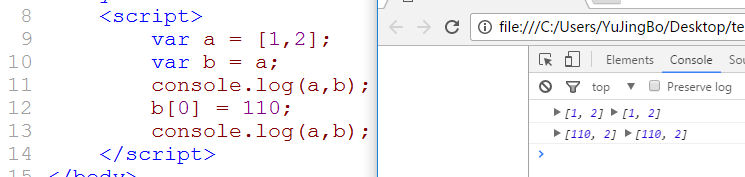 8 <script>
9 var a = [1,2];
10 var b = a;
11 console.log(a,b);
12 b[0] = 110;
13 console.log(a,b);
14 </script>
15 </body>
file:///C:/Users/YuJingBo/Desktop/te
Elements Console
top Preserve log
[1, 2] [1, 2]
[110, 2] [110, 2]